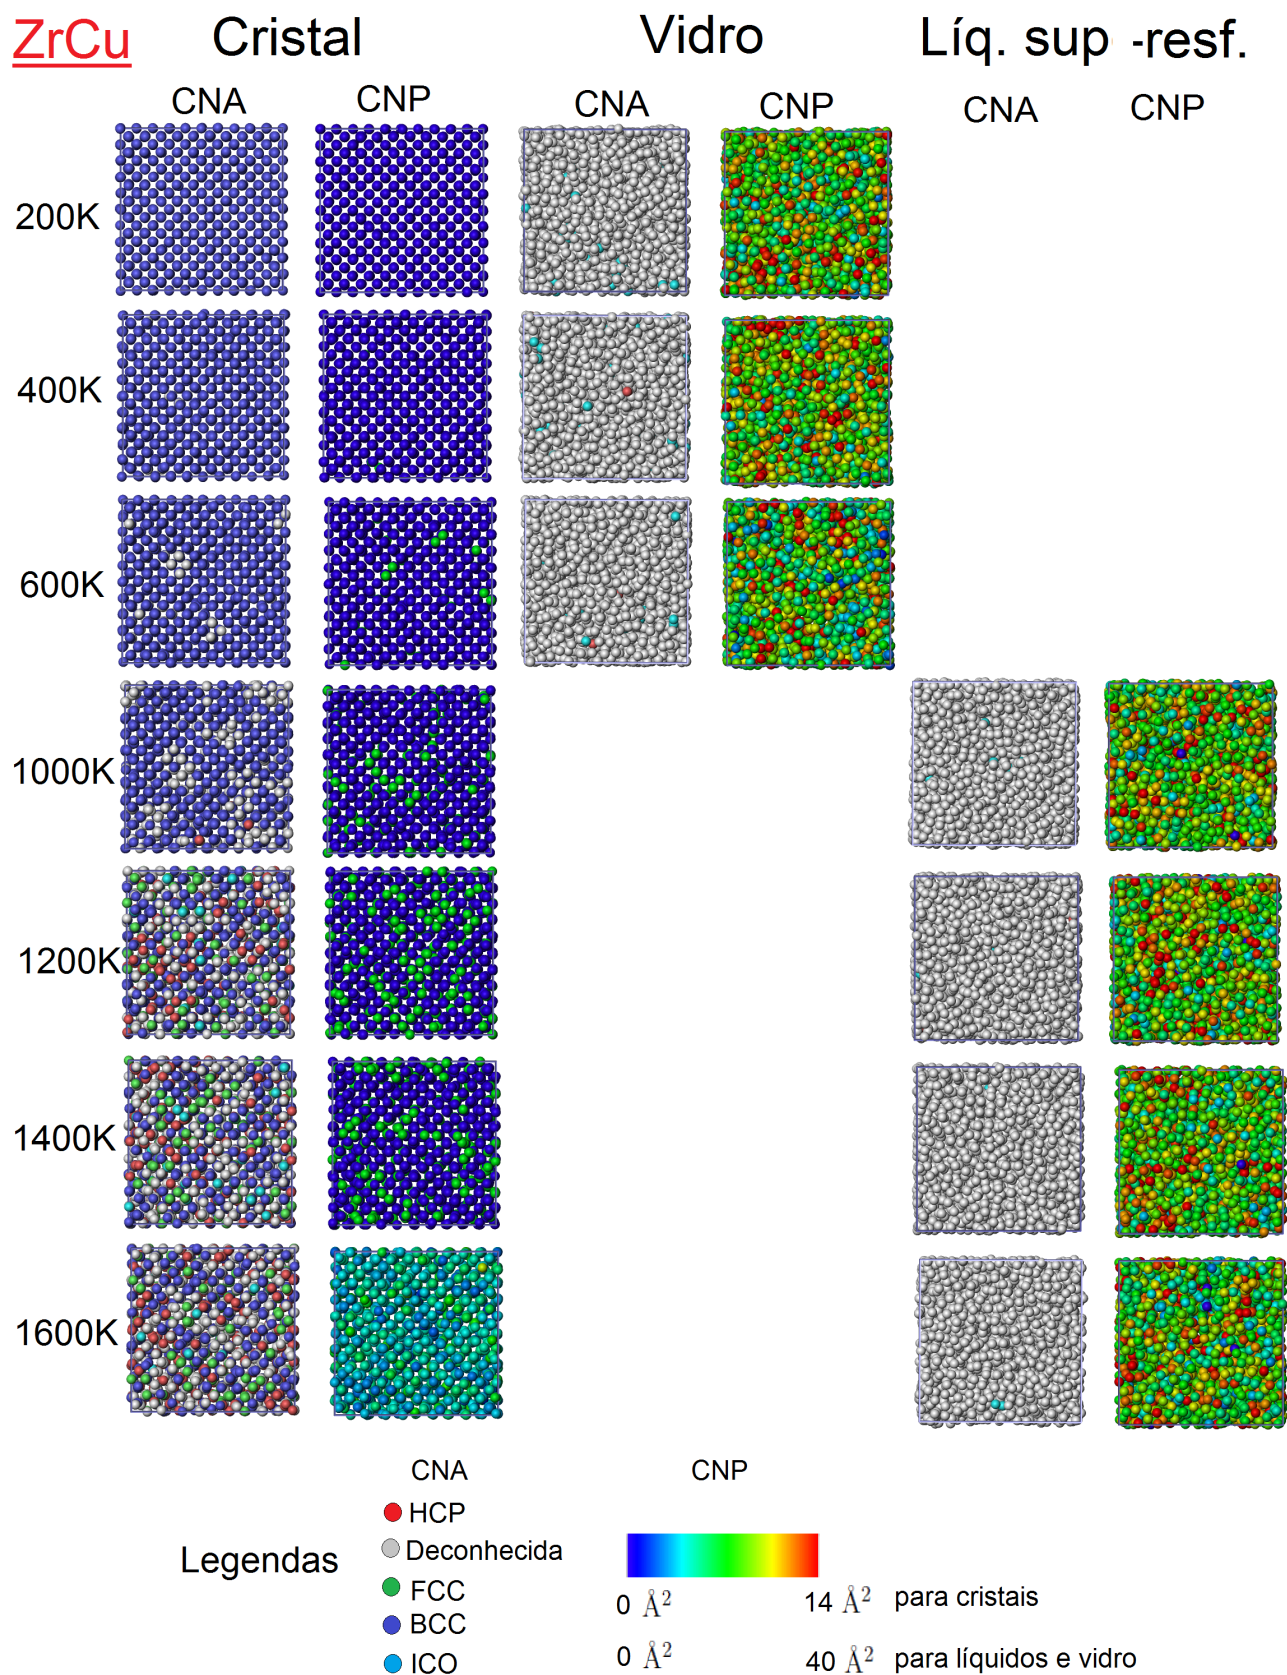 ZrCu Cristal Vidro Líq. sup -resf.
CNA CNP CNA CNP CNA CNP
200K
400K
600K
1000K
1200K
1400K
1600K
CNA CNP
HCP
Deconhecida
Legendas
FCC
BCC
ICO
0 Å² 14 Å² para cristais
0 Å² 40 Å² para líquidos e vidro